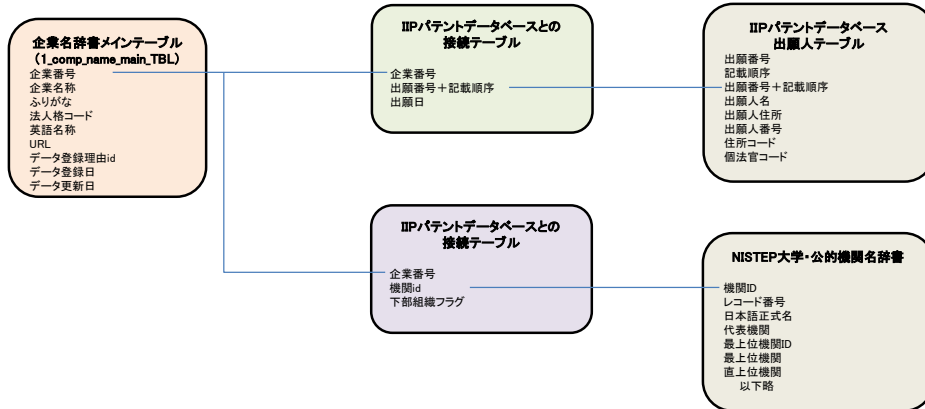 企業名辞書メインテーブル
(1_comp_name_main_TBL)
企業番号
企業名称
ふりがな
法人格コード
英語名称
URL
データ登録理由id
データ登録日
データ更新日
IIPパテントデータベースとの
接続テーブル
企業番号
出願番号+記載順序
出願日
IIPパテントデータベース
出願人テーブル
出願番号
記載順序
出願番号+記載順序
出願人名
出願人住所
出願人番号
住所コード
個法官コード
IIPパテントデータベースとの
接続テーブル
企業番号
機関id
下部組織フラグ
NISTEP大学・公的機関名辞書
機関ID
レコード番号
日本語正式名
代表機関
最上位機関ID
最上位機関
直上位機関
以下略